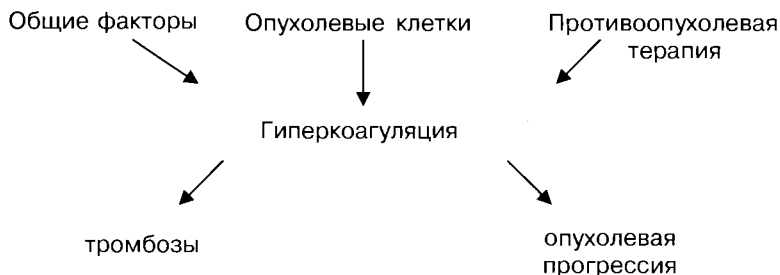 Общие факторы
Опухолевые клетки
Противоопухолевая
терапия
Гиперкоагуляция
тромбозы
опухолевая
прогрессия